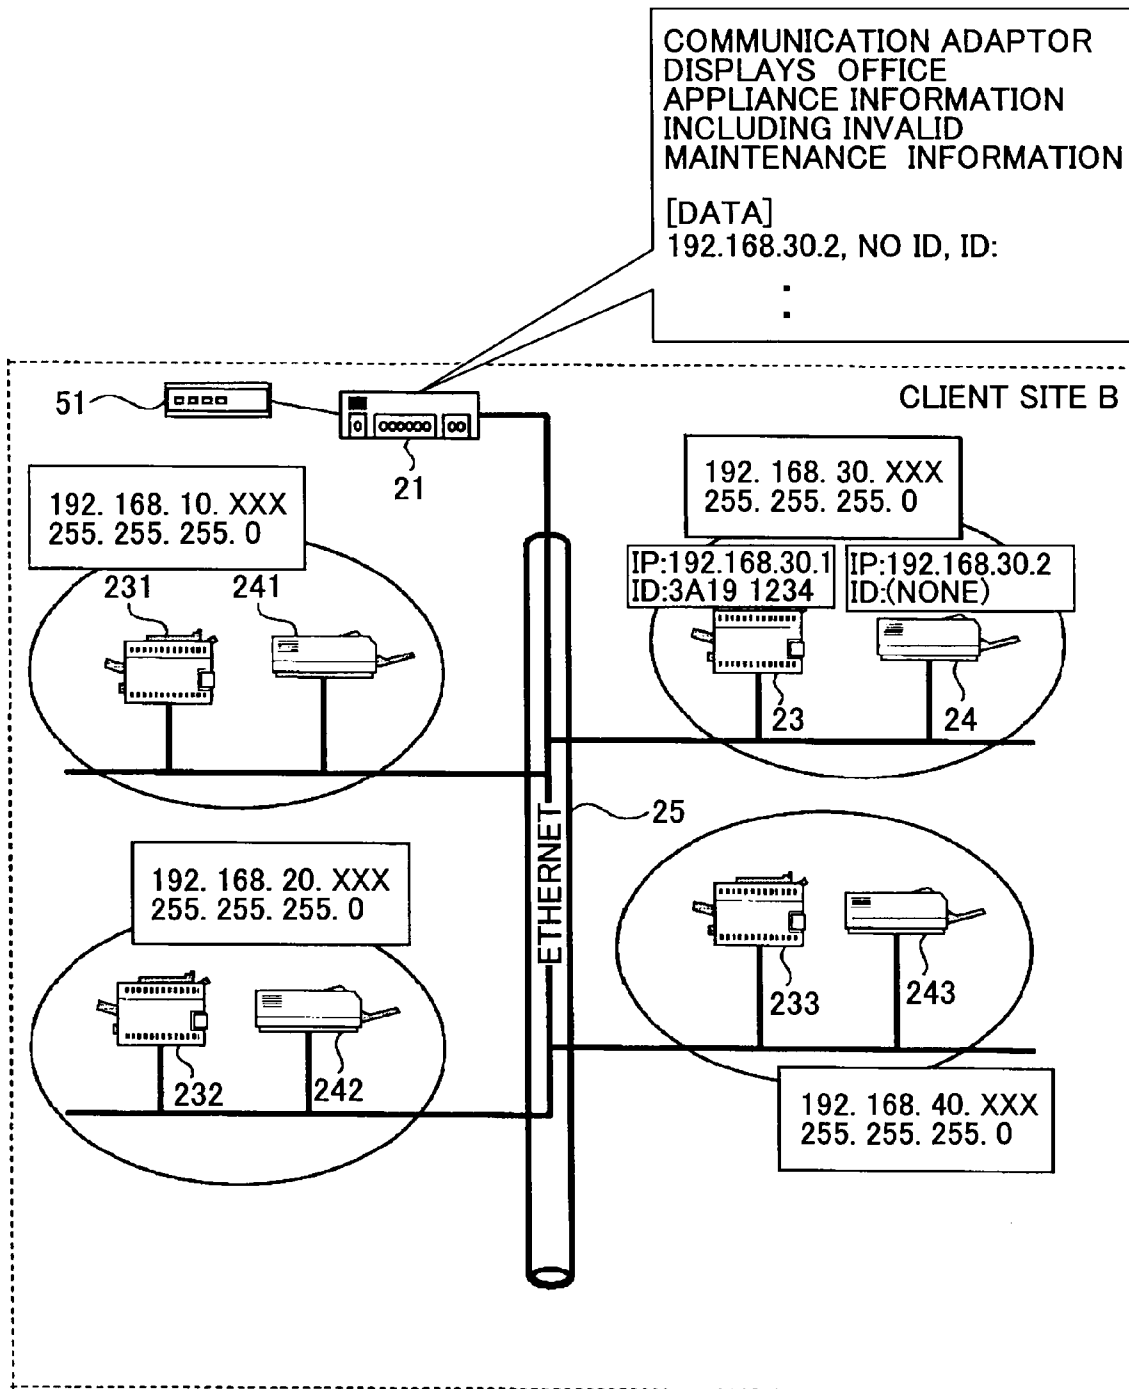 COMMUNICATION ADAPTOR
DISPLAYS OFFICE
APPLIANCE INFORMATION
INCLUDING INVALID
MAINTENANCE INFORMATION
[DATA]
192.168.30.2, NO ID, ID:
:
CLIENT SITE B
51
21
192. 168. 10. XXX
255. 255. 255. 0
231
241
192. 168. 30. XXX
255. 255. 255. 0
IP:192.168.30.1
ID:3A19 1234
IP:192.168.30.2
ID:(NONE)
23
24
ETHERNET
25
192. 168. 20. XXX
255. 255. 255. 0
232
242
233
243
192. 168. 40. XXX
255. 255. 255. 0